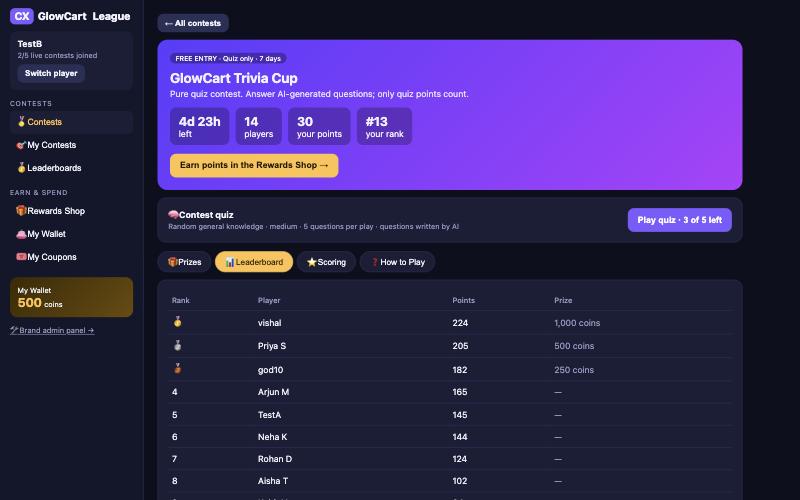 CX GlowCart League
TestB
2/5 live contests joined
Switch player
CONTESTS
Contests
My Contests
Leaderboards
EARN & SPEND
Rewards Shop
My Wallet
My Coupons
My Wallet
500 coins
Brand admin panel →
← All contests
FREE ENTRY · Quiz only · 7 days
GlowCart Trivia Cup
Pure quiz contest. Answer AI-generated questions; only quiz points count.
4d 23h
left
14
players
30
your points
#13
your rank
Earn points in the Rewards Shop →
Contest quiz
Random general knowledge · medium · 5 questions per play · questions written by AI
Play quiz · 3 of 5 left
Prizes
Leaderboard
Scoring
How to Play
Rank Player Points Prize
vishal 224 1,000 coins
Priya S 205 500 coins
god10 182 250 coins
4 Arjun M 165 —
5 TestA 145 —
6 Neha K 144 —
7 Rohan D 124 —
8 Aisha T 102 —